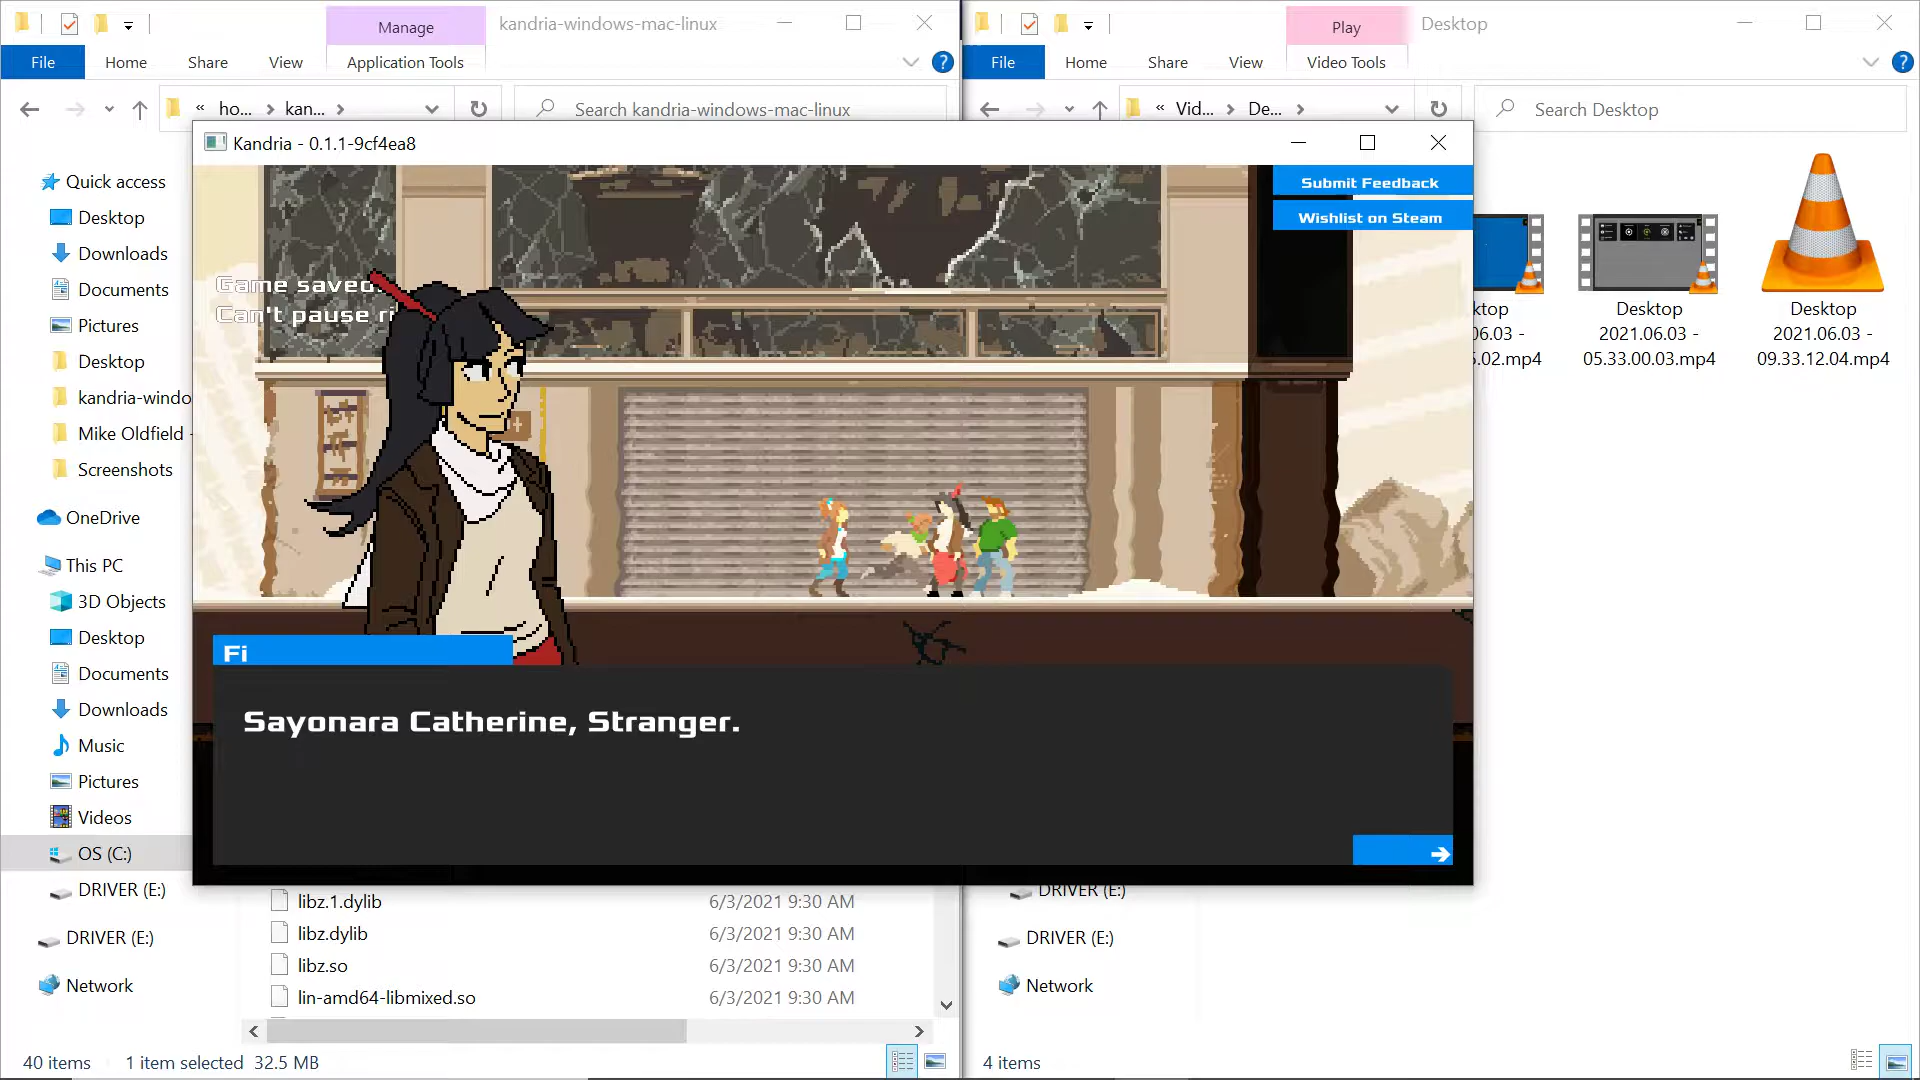 Manage
kandria-windows-mac-linux
File
Home
Share
View
Application Tools
« ho... > kan... >
Search kandria-windows-mac-linux
Play
Desktop
File
Home
Share
View
Video Tools
« Vid... > De... >
Search Desktop
Kandria - 0.1.1-9cf4ea8
Submit Feedback
Wishlist on Steam
Game saved.
Can't pause ri
Fi
Sayonara Catherine, Stranger.
Quick access
Desktop
Downloads
Documents
Pictures
Desktop
kandria-windo
Mike Oldfield -
Screenshots
OneDrive
This PC
3D Objects
Desktop
Documents
Downloads
Music
Pictures
Videos
OS (C:)
DRIVER (E:)
DRIVER (E:)
Network
libz.1.dylib 6/3/2021 9:30 AM
libz.dylib 6/3/2021 9:30 AM
libz.so 6/3/2021 9:30 AM
lin-amd64-libmixed.so 6/3/2021 9:30 AM
40 items
1 item selected 32.5 MB
ktop
06.03 -
5.02.mp4
Desktop
2021.06.03 -
05.33.00.03.mp4
Desktop
2021.06.03 -
09.33.12.04.mp4
DRIVER (E:)
DRIVER (E:)
Network
4 items